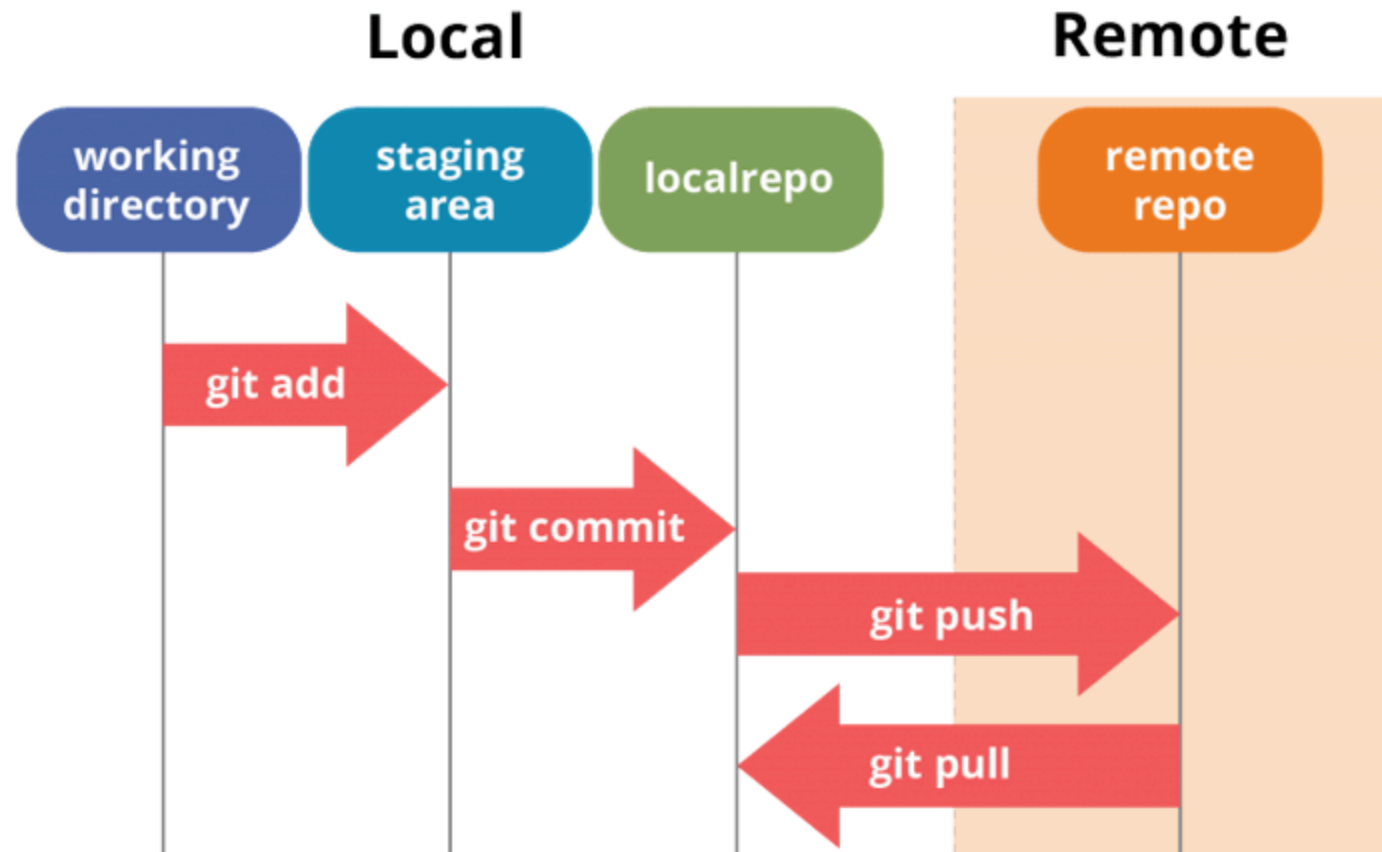 Local
Remote
working
directory
staging
area
localrepo
remote
repo
git add
git commit
git push
git pull